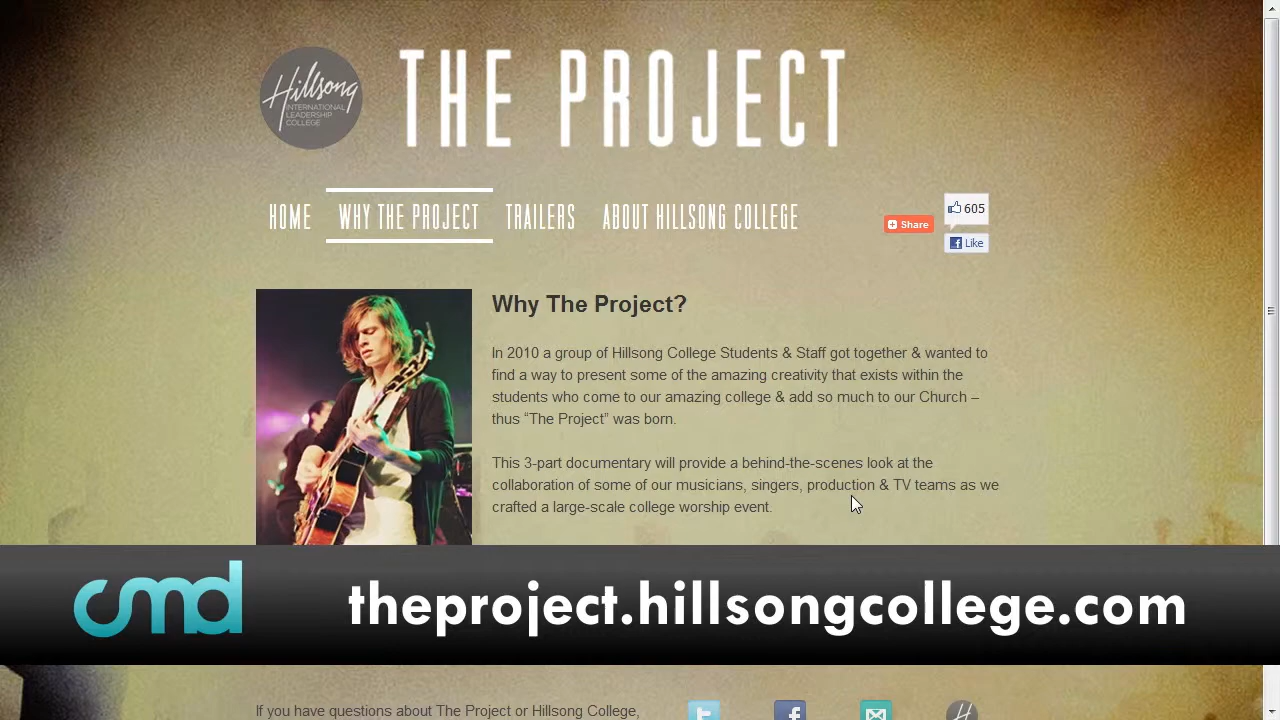 Hillsong
INTERNATIONAL
LEADERSHIP
COLLEGE
THE PROJECT
HOME
WHY THE PROJECT
TRAILERS
ABOUT HILLSONG COLLEGE
Share
605
Like
Why The Project?
In 2010 a group of Hillsong College Students & Staff got together & wanted to
find a way to present some of the amazing creativity that exists within the
students who come to our amazing college & add so much to our Church –
thus “The Project” was born.
This 3-part documentary will provide a behind-the-scenes look at the
collaboration of some of our musicians, singers, production & TV teams as we
crafted a large-scale college worship event.
cmd
theproject.hillsongcollege.com
If you have questions about The Project or Hillsong College,